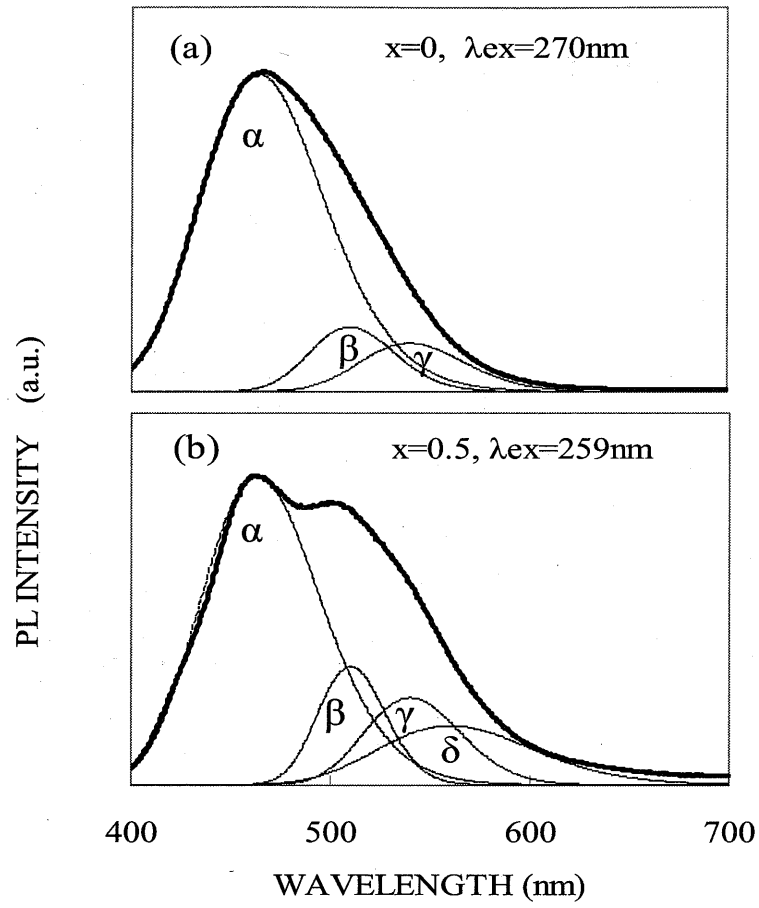 (a) x=0, λex=270nm
α
β γ
(b) x=0.5, λex=259nm
α
β γ
δ
PL INTENSITY (a.u.)
400 500 600 700
WAVELENGTH (nm)